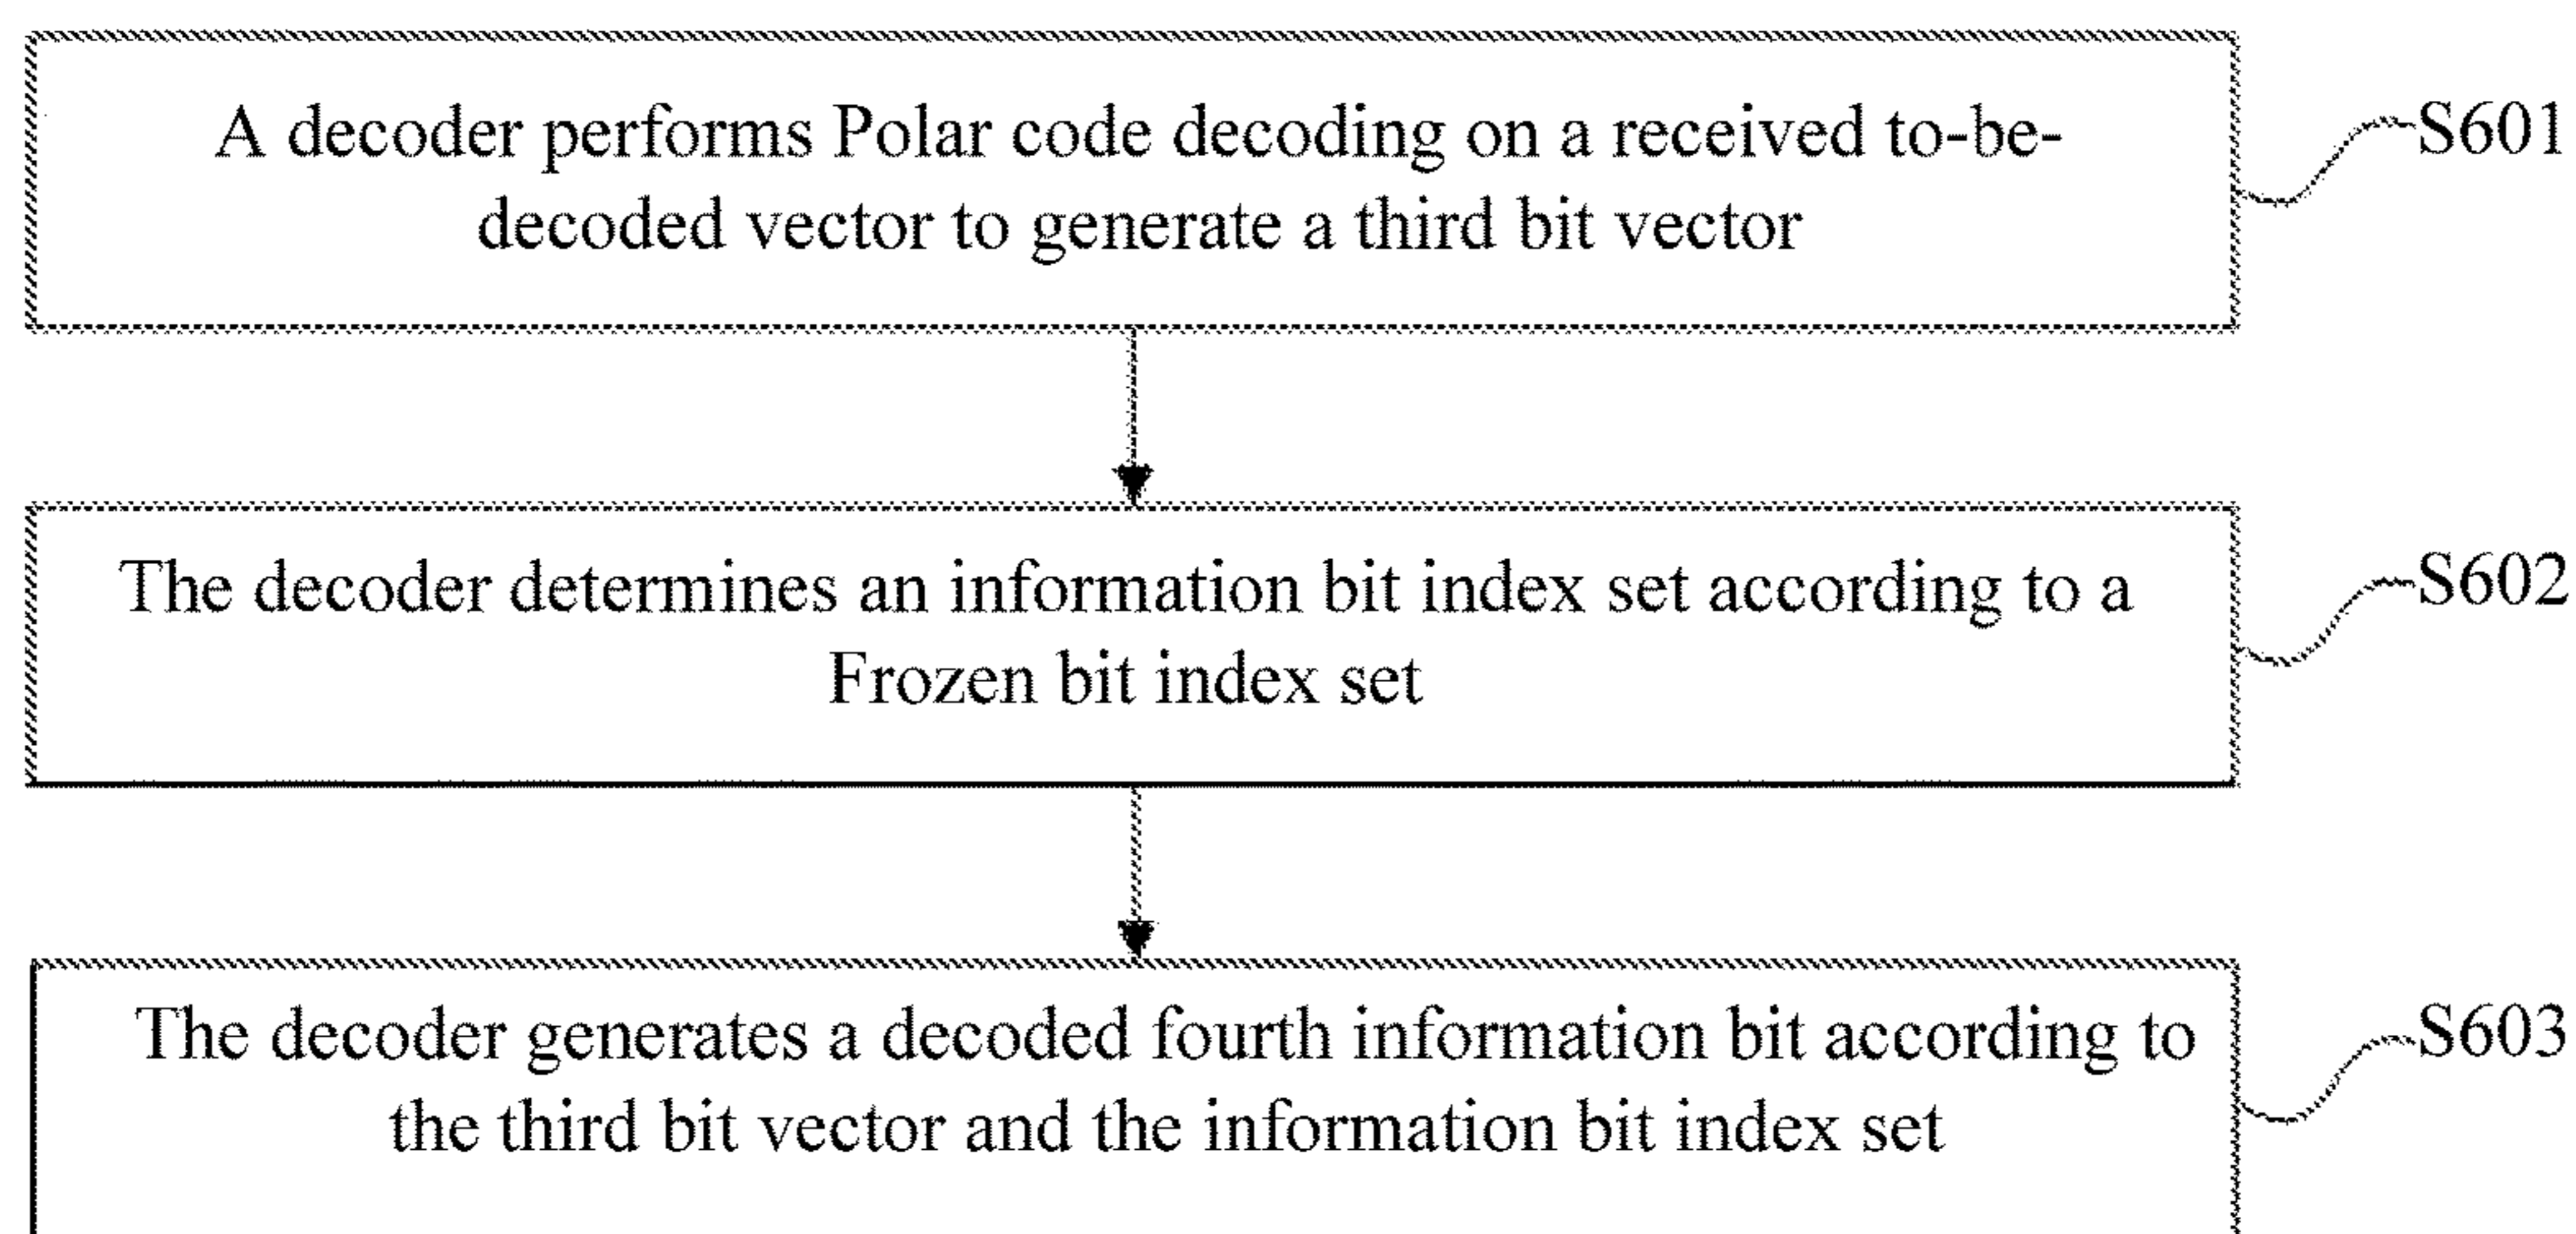 A decoder performs Polar code decoding on a received to-be-
decoded vector to generate a third bit vector
S601
The decoder determines an information bit index set according to a
Frozen bit index set
S602
The decoder generates a decoded fourth information bit according to
the third bit vector and the information bit index set
S603